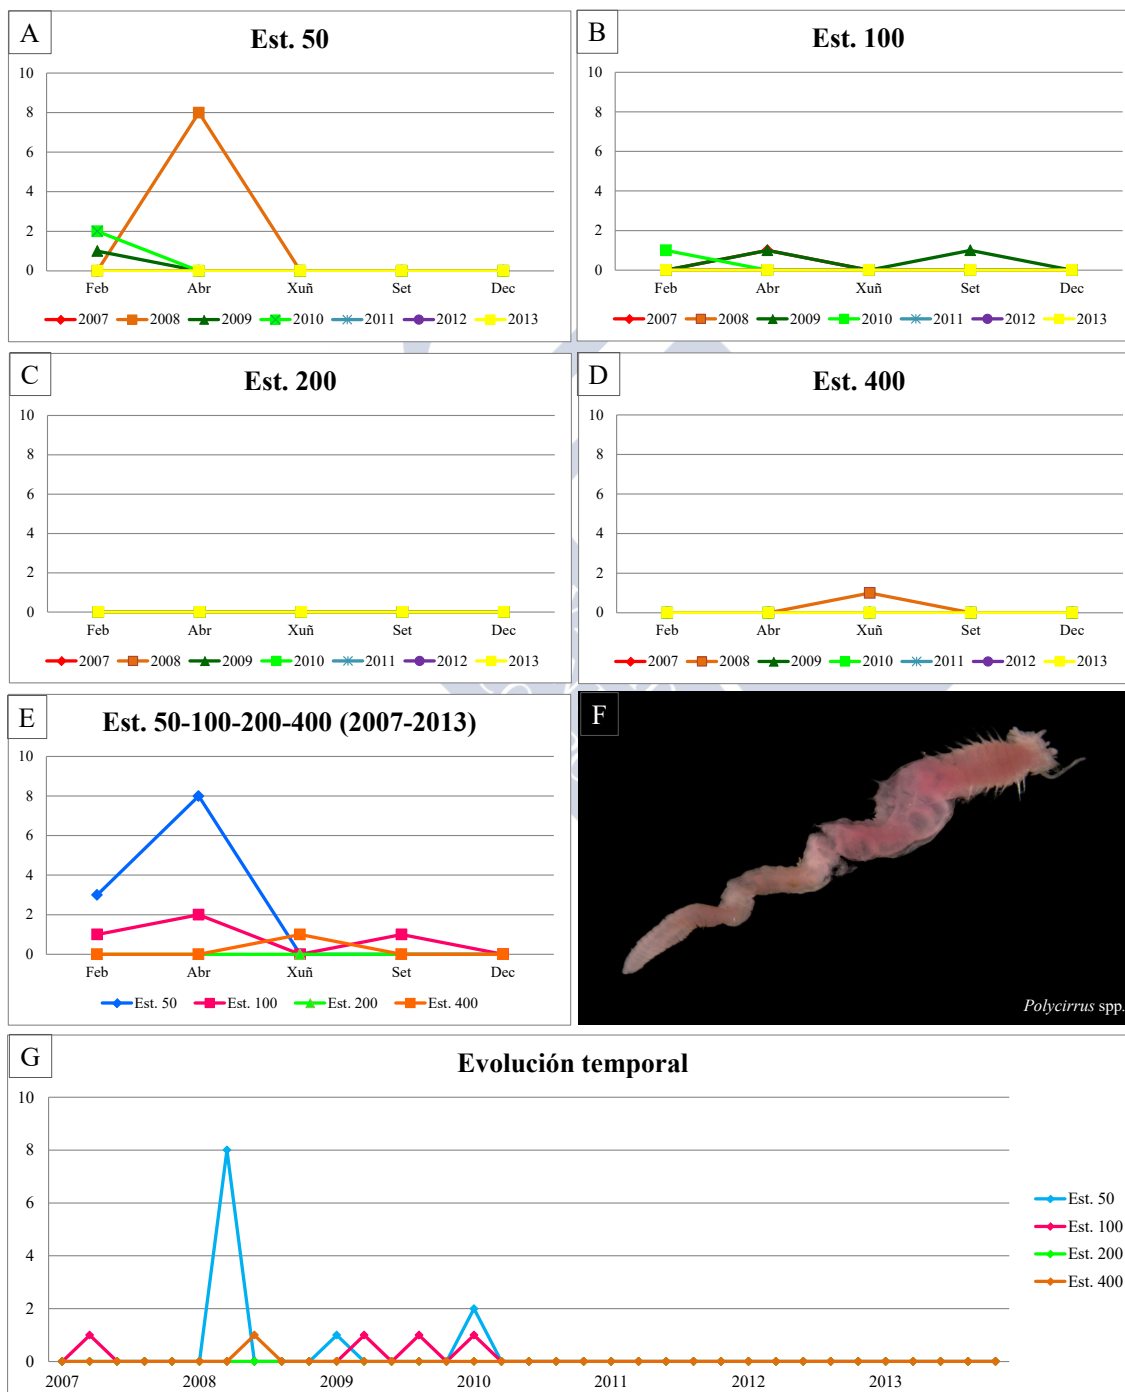 A
Est. 50
10
8
6
4
2
0
Feb Abr Xuñ Set Dec
2007 2008 2009 2010 2011 2012 2013
B
Est. 100
10
8
6
4
2
0
Feb Abr Xuñ Set Dec
2007 2008 2009 2010 2011 2012 2013
C
Est. 200
10
8
6
4
2
0
Feb Abr Xuñ Set Dec
2007 2008 2009 2010 2011 2012 2013
D
Est. 400
10
8
6
4
2
0
Feb Abr Xuñ Set Dec
2007 2008 2009 2010 2011 2012 2013
E
Est. 50-100-200-400 (2007-2013)
10
8
6
4
2
0
Feb Abr Xuñ Set Dec
Est. 50 Est. 100 Est. 200 Est. 400
F
Polycirrus spp.
G
Evolución temporal
10
8
6
4
2
0
2007 2008 2009 2010 2011 2012 2013
Est. 50
Est. 100
Est. 200
Est. 400